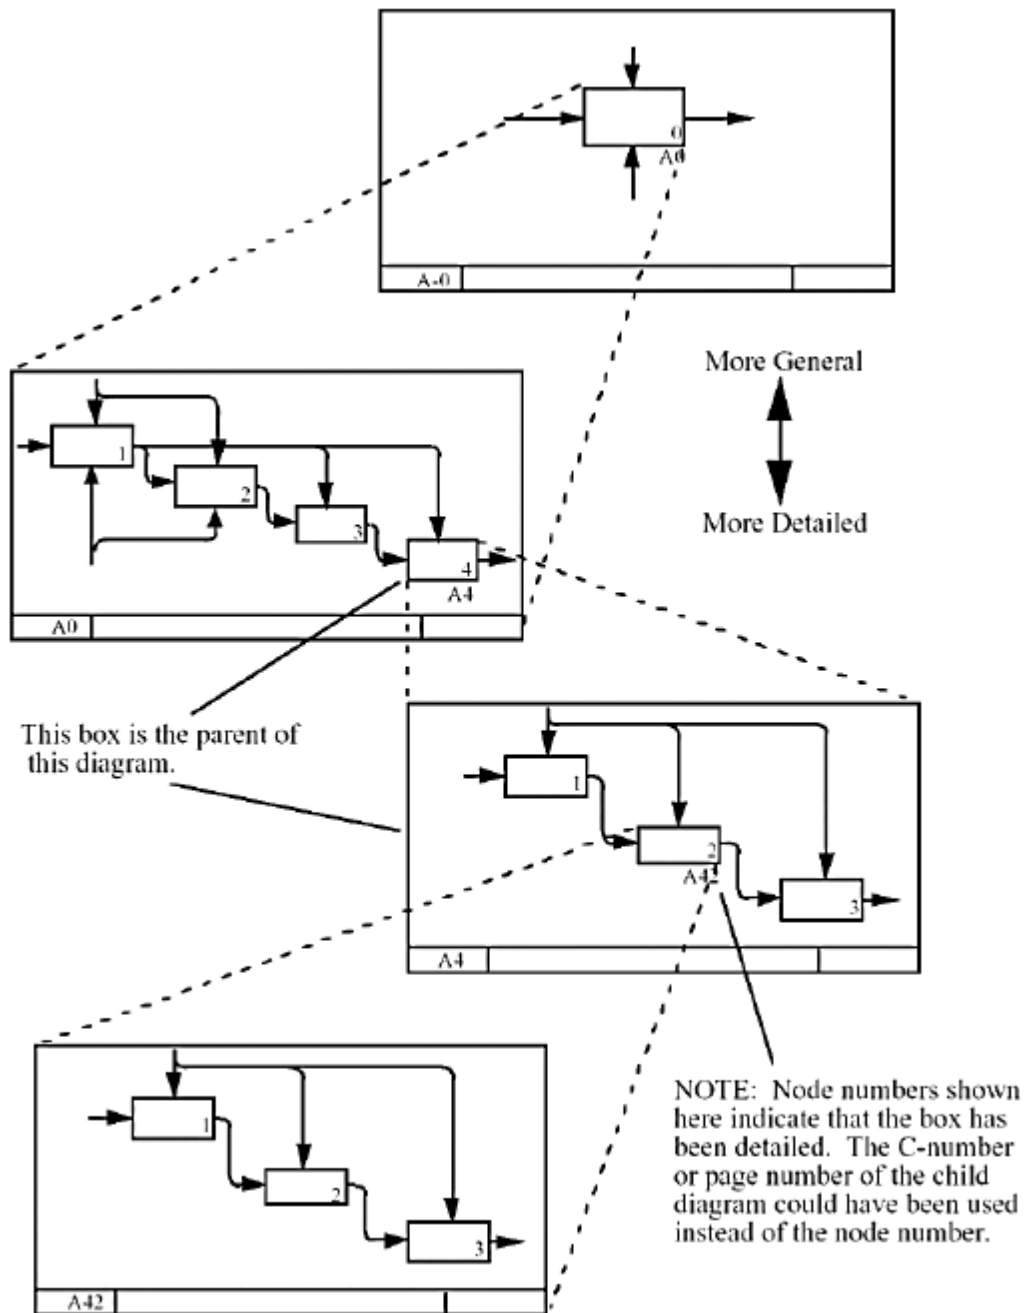 0
A0
A-0
More General
More Detailed
1
2
3
4
A4
A0
This box is the parent of
this diagram.
1
2
A42
3
A4
NOTE: Node numbers shown
here indicate that the box has
been detailed. The C-number
or page number of the child
diagram could have been used
instead of the node number.
1
2
3
A42